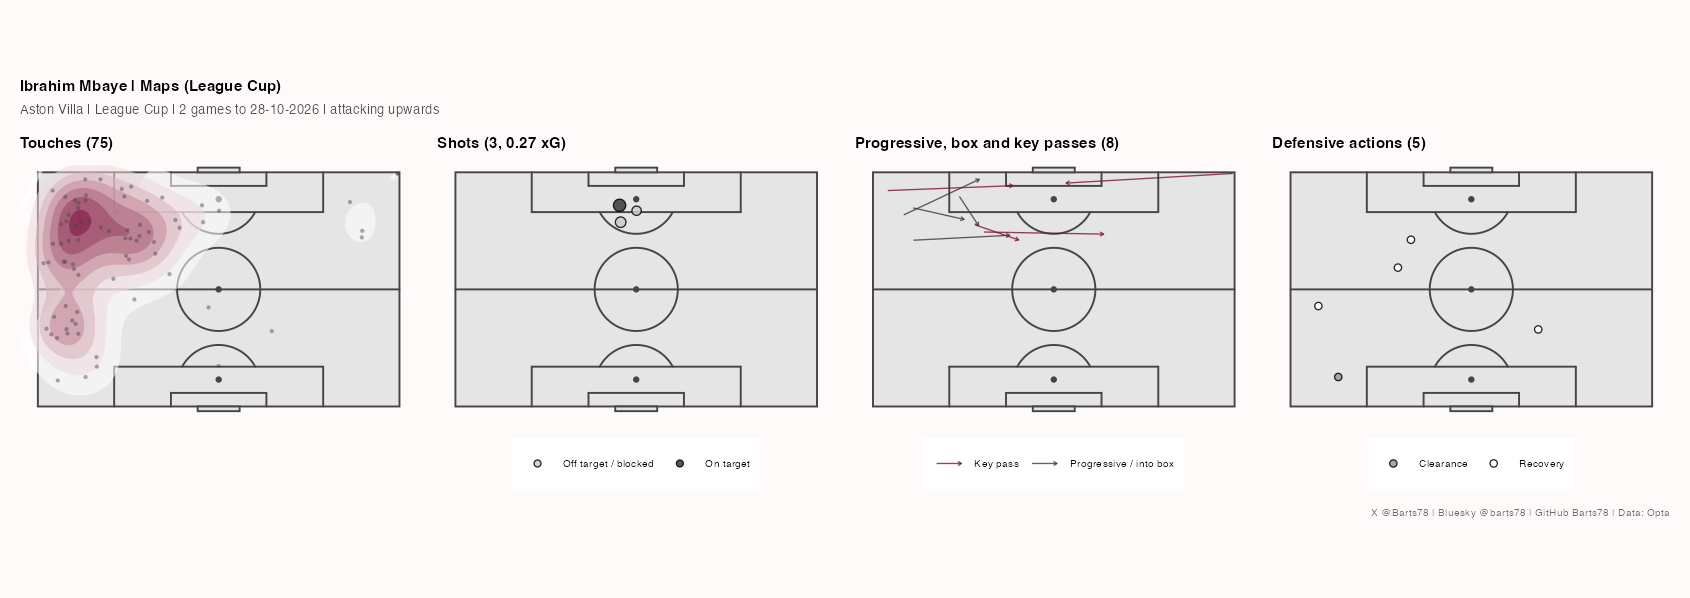 Ibrahim Mbaye | Maps (League Cup)
Aston Villa | League Cup | 2 games to 28-10-2026 | attacking upwards
Touches (75)
Shots (3, 0.27 xG)
Progressive, box and key passes (8)
Defensive actions (5)
Off target / blocked
On target
Key pass
Progressive / into box
Clearance
Recovery
X @Barts78 | Bluesky @barts78 | GitHub Barts78 | Data: Opta